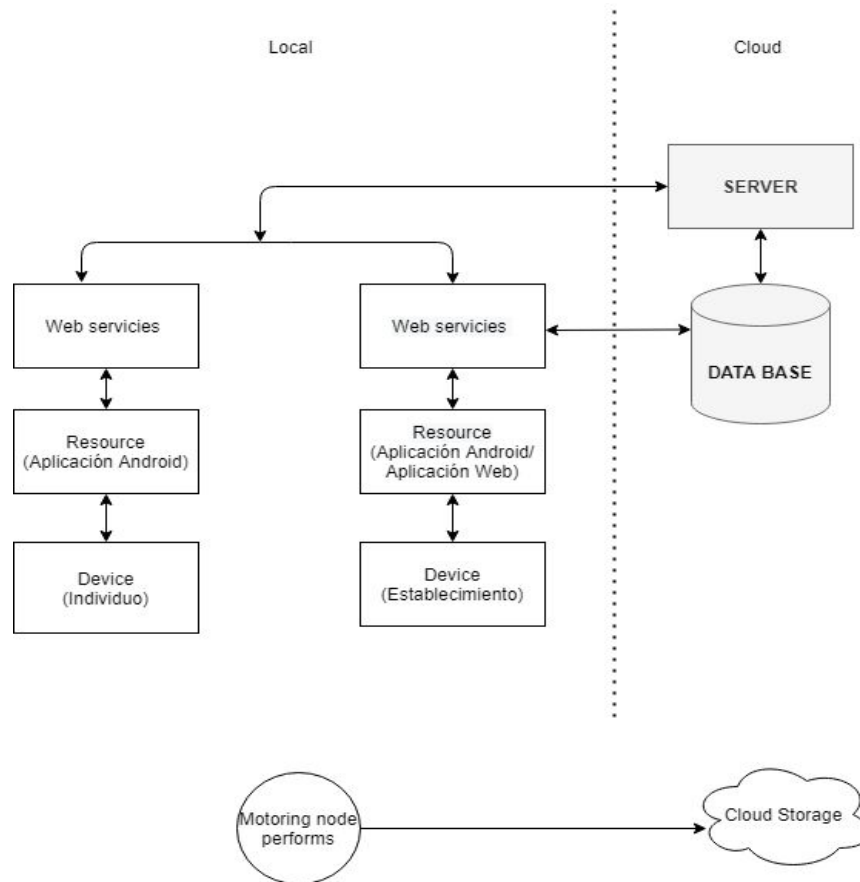 Local
Cloud
SERVER
Web servicies
Web servicies
DATA BASE
Resource
(Aplicación Android)
Resource
(Aplicación Android/
Aplicación Web)
Device
(Individuo)
Device
(Establecimiento)
Motoring node
performs
Cloud Storage